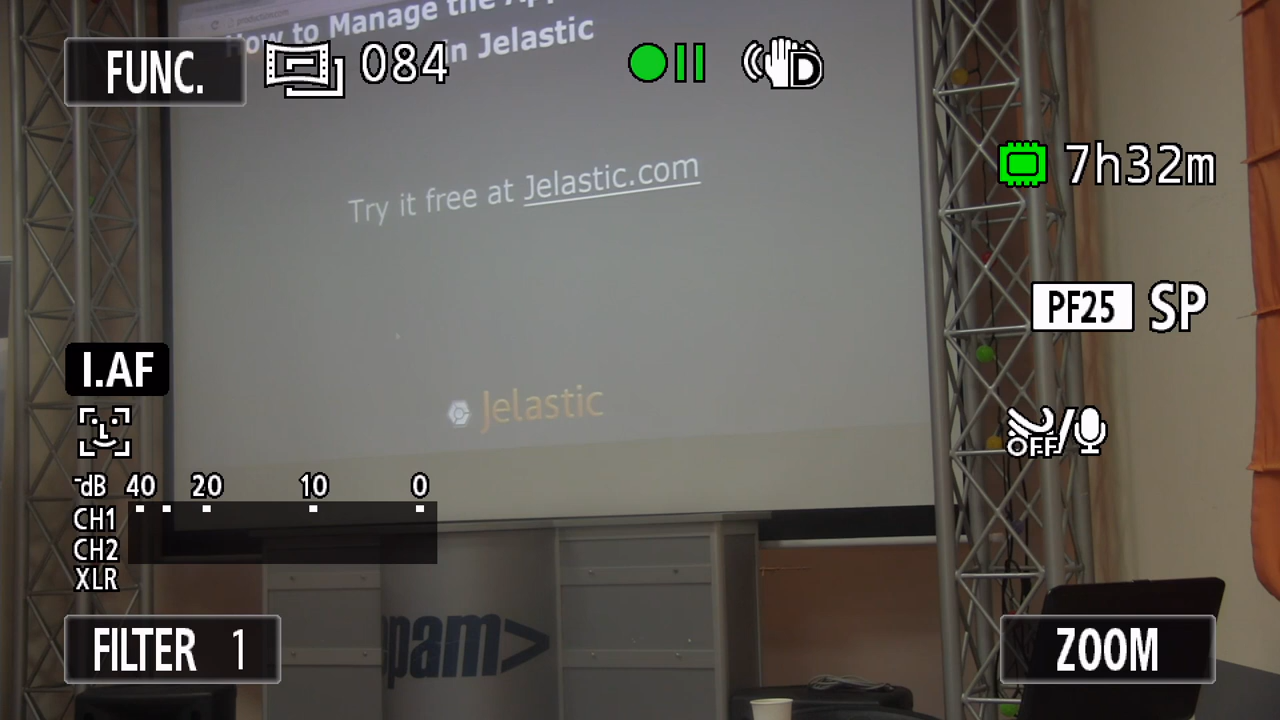 How to Manage the App
in Jelastic
FUNC. 084 D
7h32m
Try it free at Jelastic.com
PF25 SP
I.AF
Jelastic
OFF/
-dB 40 20 10 0
CH1
CH2
XLR
pam>
FILTER 1
ZOOM